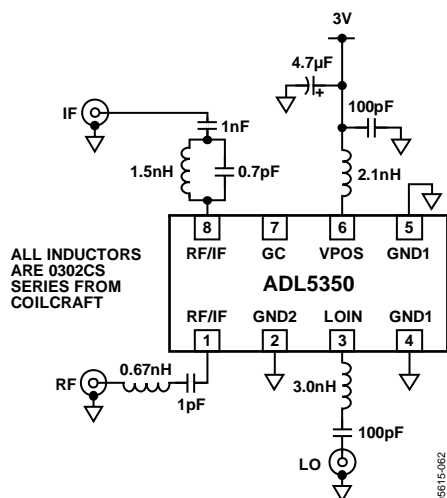 3V
4.7µF
+
IF
100pF
1nF
1.5nH
0.7pF
2.1nH
8
7
6
5
RF/IF
GC
VPOS
GND1
ALL INDUCTORS
ARE 0302CS
SERIES FROM
COILCRAFT
ADL5350
RF/IF
GND2
LOIN
GND1
1
2
3
4
0.67nH
RF
3.0nH
1pF
100pF
LO